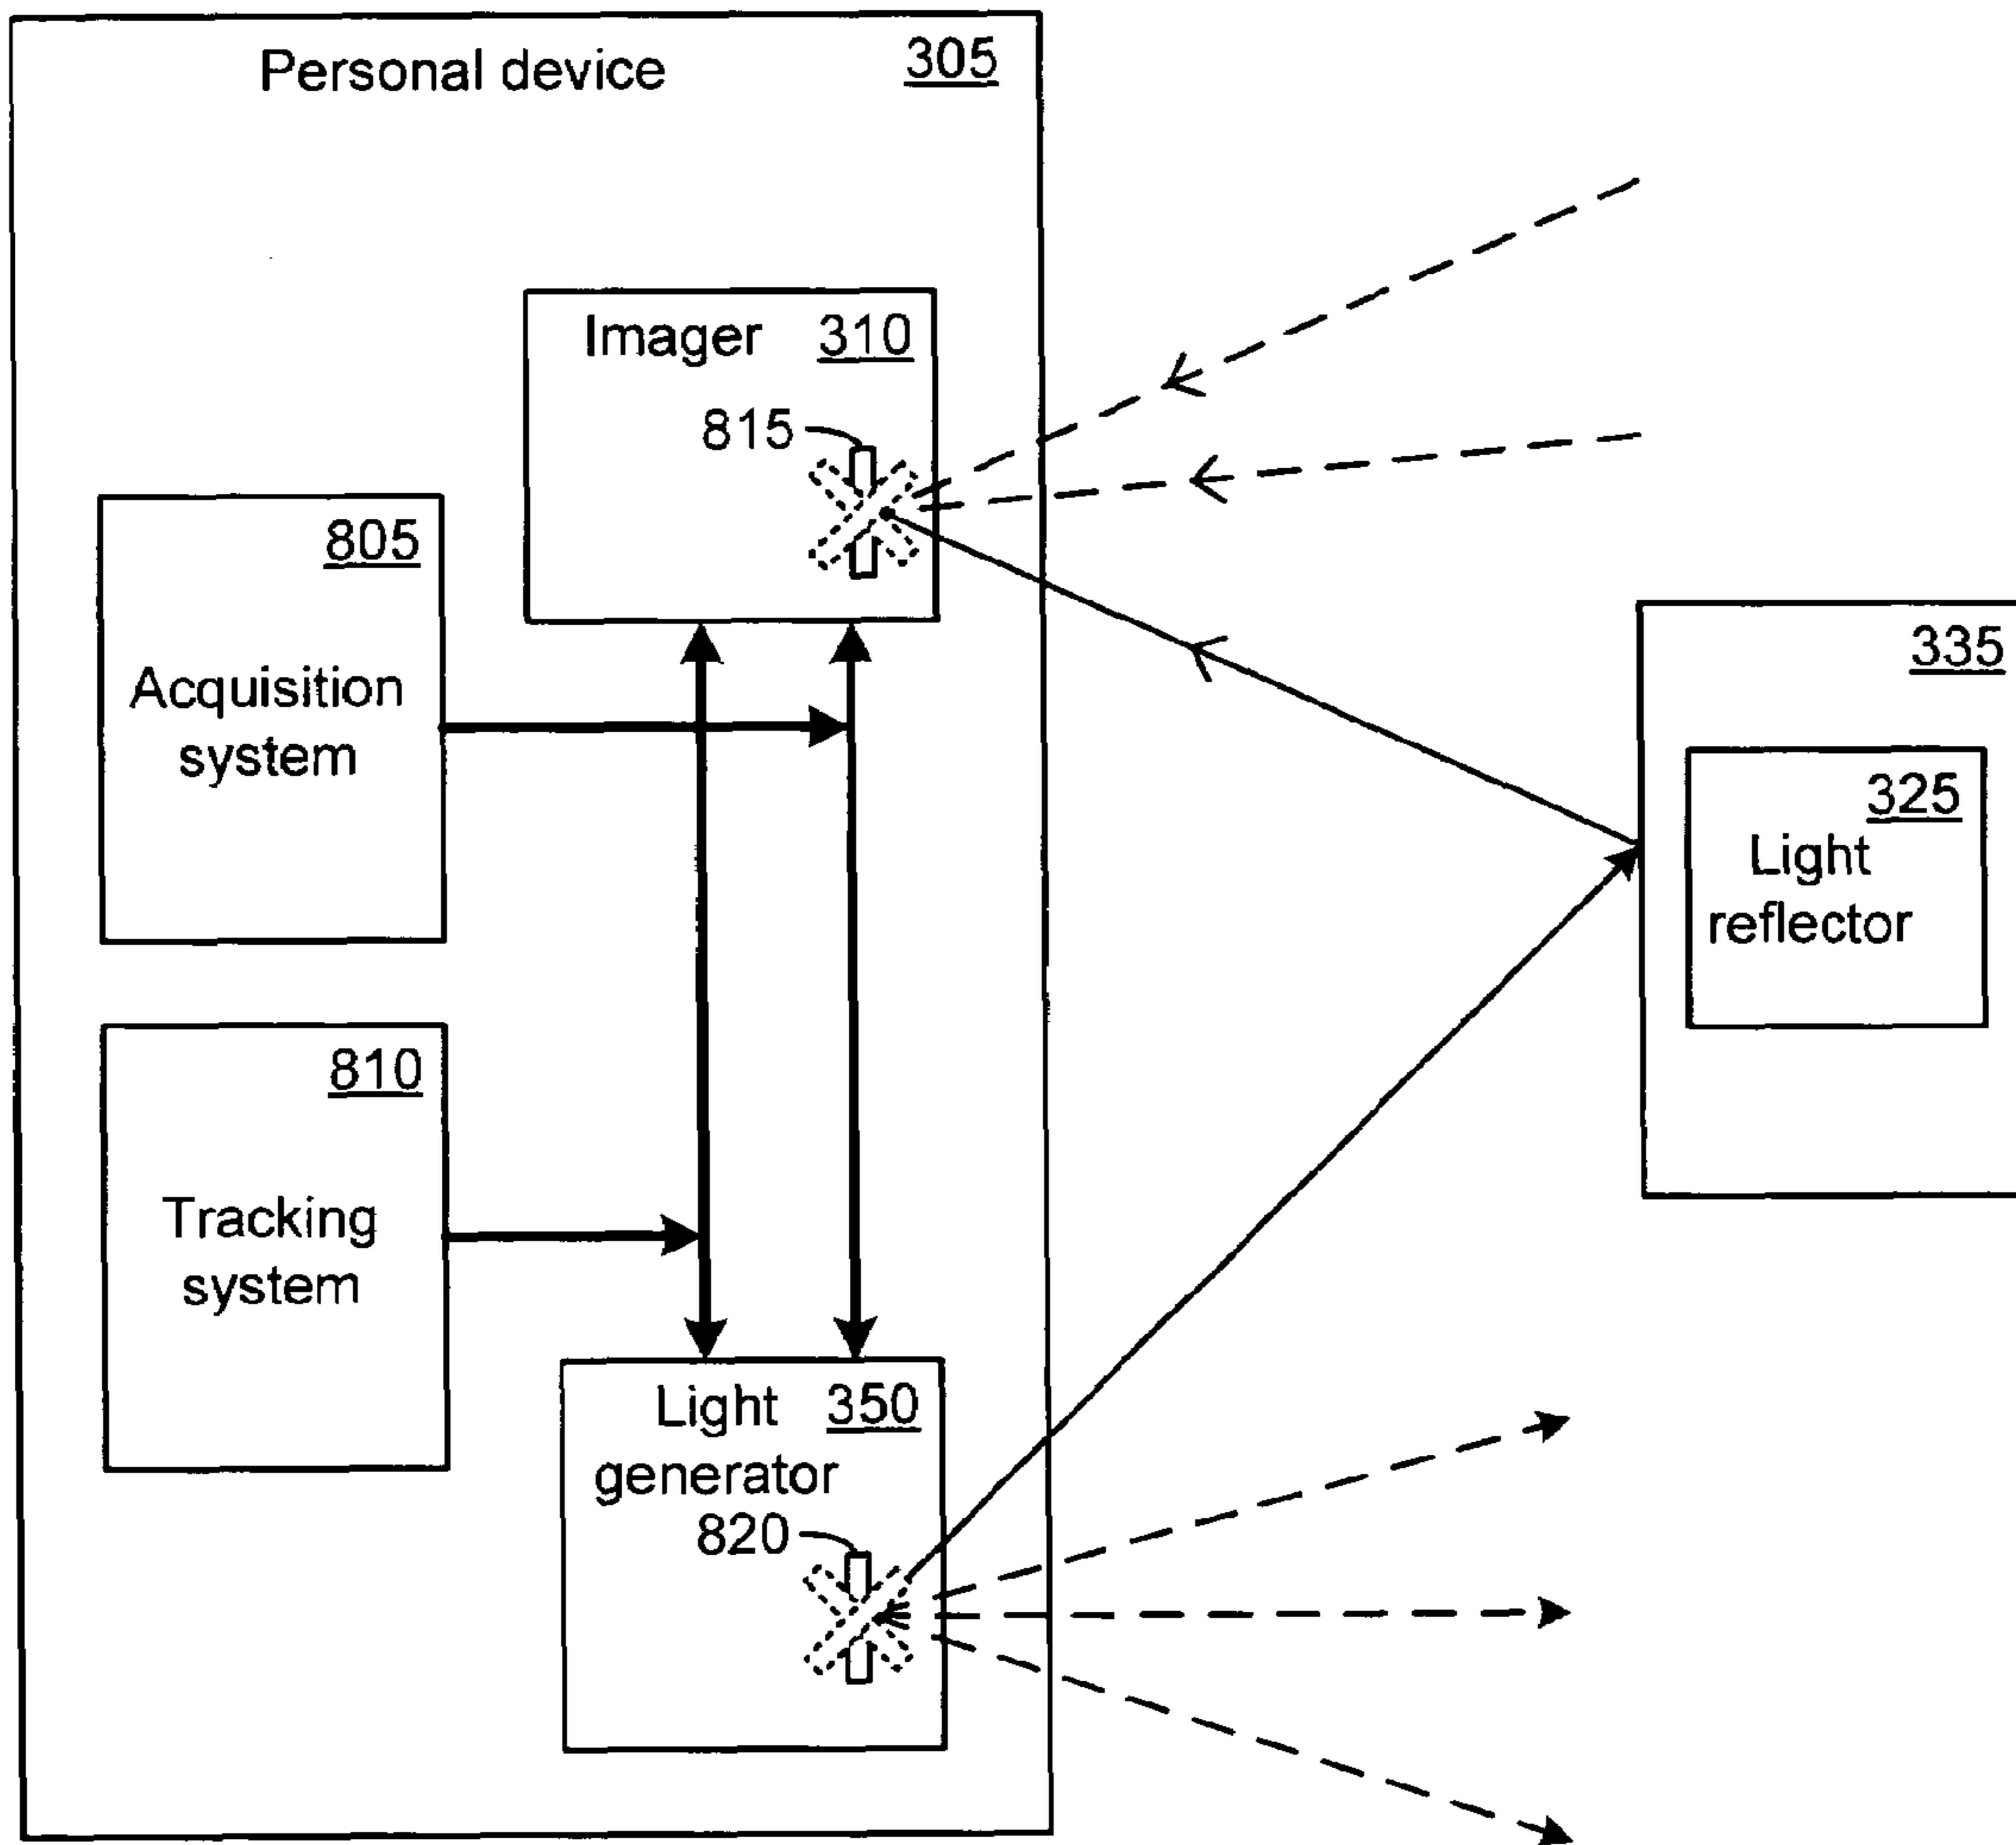 Personal device 305
Imager 310
815
805
Acquisition
system
335
325
Light
reflector
810
Tracking
system
Light 350
generator
820